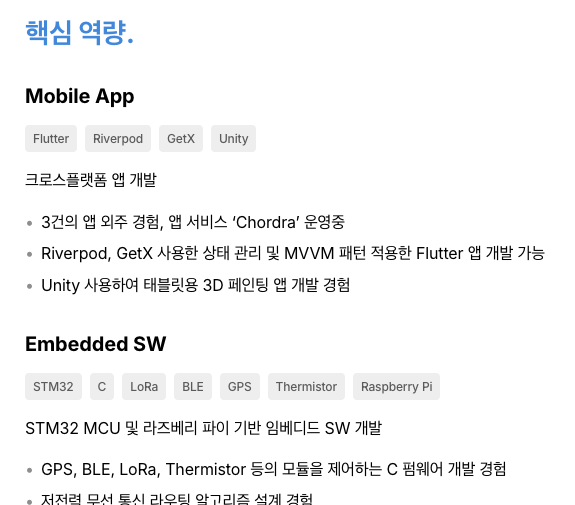 핵심 역량.
Mobile App
Flutter Riverpod GetX Unity
크로스플랫폼 앱 개발
• 3건의 앱 외주 경험, 앱 서비스 ‘Chordra’ 운영중
• Riverpod, GetX 사용한 상태 관리 및 MVVM 패턴 적용한 Flutter 앱 개발 가능
• Unity 사용하여 태블릿용 3D 페인팅 앱 개발 경험
Embedded SW
STM32 C LoRa BLE GPS Thermistor Raspberry Pi
STM32 MCU 및 라즈베리 파이 기반 임베디드 SW 개발
• GPS, BLE, LoRa, Thermistor 등의 모듈을 제어하는 C 펌웨어 개발 경험
• 저전력 무선 통신 라우팅 알고리즘 설계 경험